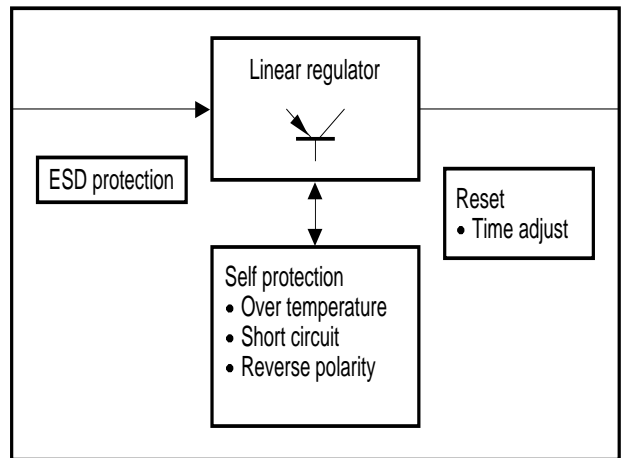 Linear regulator
ESD protection
Reset
• Time adjust
Self protection
• Over temperature
• Short circuit
• Reverse polarity